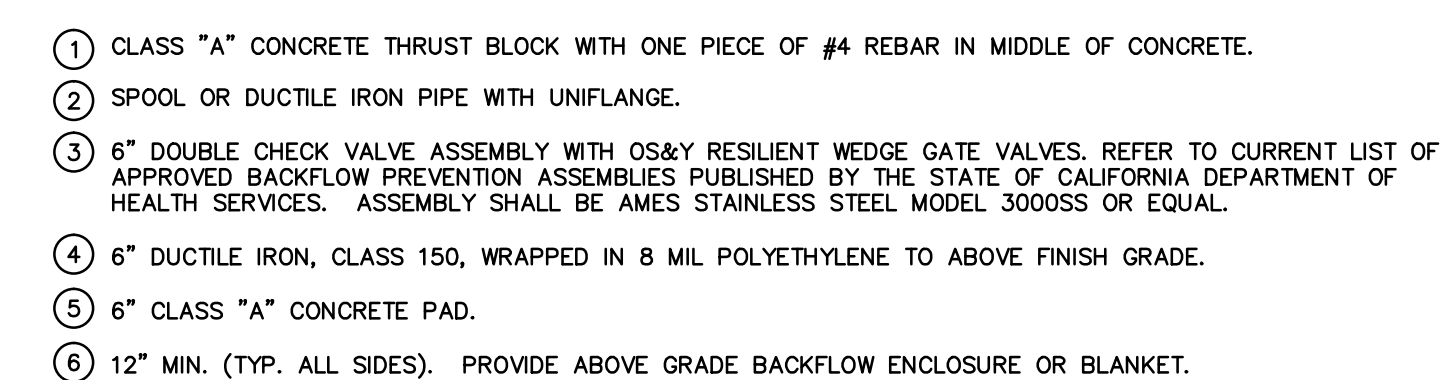 1 CLASS "A" CONCRETE THRUST BLOCK WITH ONE PIECE OF #4 REBAR IN MIDDLE OF CONCRETE.
2 SPOOL OR DUCTILE IRON PIPE WITH UNIFLANGE.
3 6" DOUBLE CHECK VALVE ASSEMBLY WITH OS&Y RESILIENT WEDGE GATE VALVES. REFER TO CURRENT LIST OF
APPROVED BACKFLOW PREVENTION ASSEMBLIES PUBLISHED BY THE STATE OF CALIFORNIA DEPARTMENT OF
HEALTH SERVICES. ASSEMBLY SHALL BE AMES STAINLESS STEEL MODEL 3000SS OR EQUAL.
4 6" DUCTILE IRON, CLASS 150, WRAPPED IN 8 MIL POLYETHYLENE TO ABOVE FINISH GRADE.
5 6" CLASS "A" CONCRETE PAD.
6 12" MIN. (TYP. ALL SIDES). PROVIDE ABOVE GRADE BACKFLOW ENCLOSURE OR BLANKET.